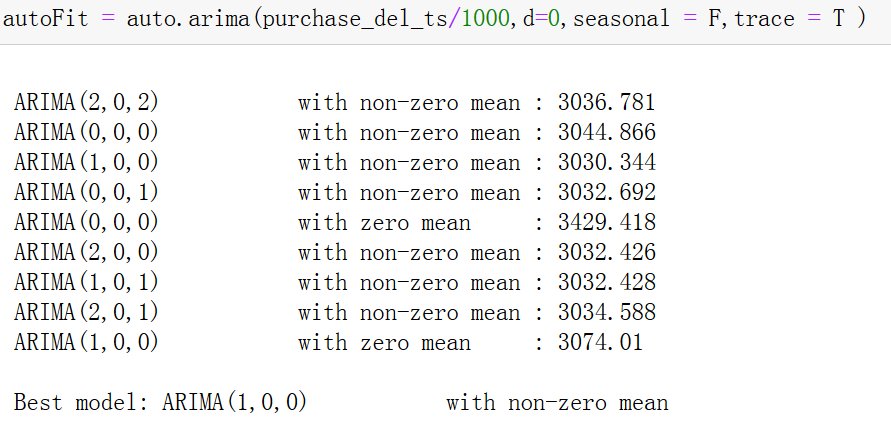 autoFit = auto.arima(purchase_del_ts/1000,d=0,seasonal = F,trace = T )
ARIMA(2,0,2) with non-zero mean : 3036.781
ARIMA(0,0,0) with non-zero mean : 3044.866
ARIMA(1,0,0) with non-zero mean : 3030.344
ARIMA(0,0,1) with non-zero mean : 3032.692
ARIMA(0,0,0) with zero mean : 3429.418
ARIMA(2,0,0) with non-zero mean : 3032.426
ARIMA(1,0,1) with non-zero mean : 3032.428
ARIMA(2,0,1) with non-zero mean : 3034.588
ARIMA(1,0,0) with zero mean : 3074.01
Best model: ARIMA(1,0,0) with non-zero mean